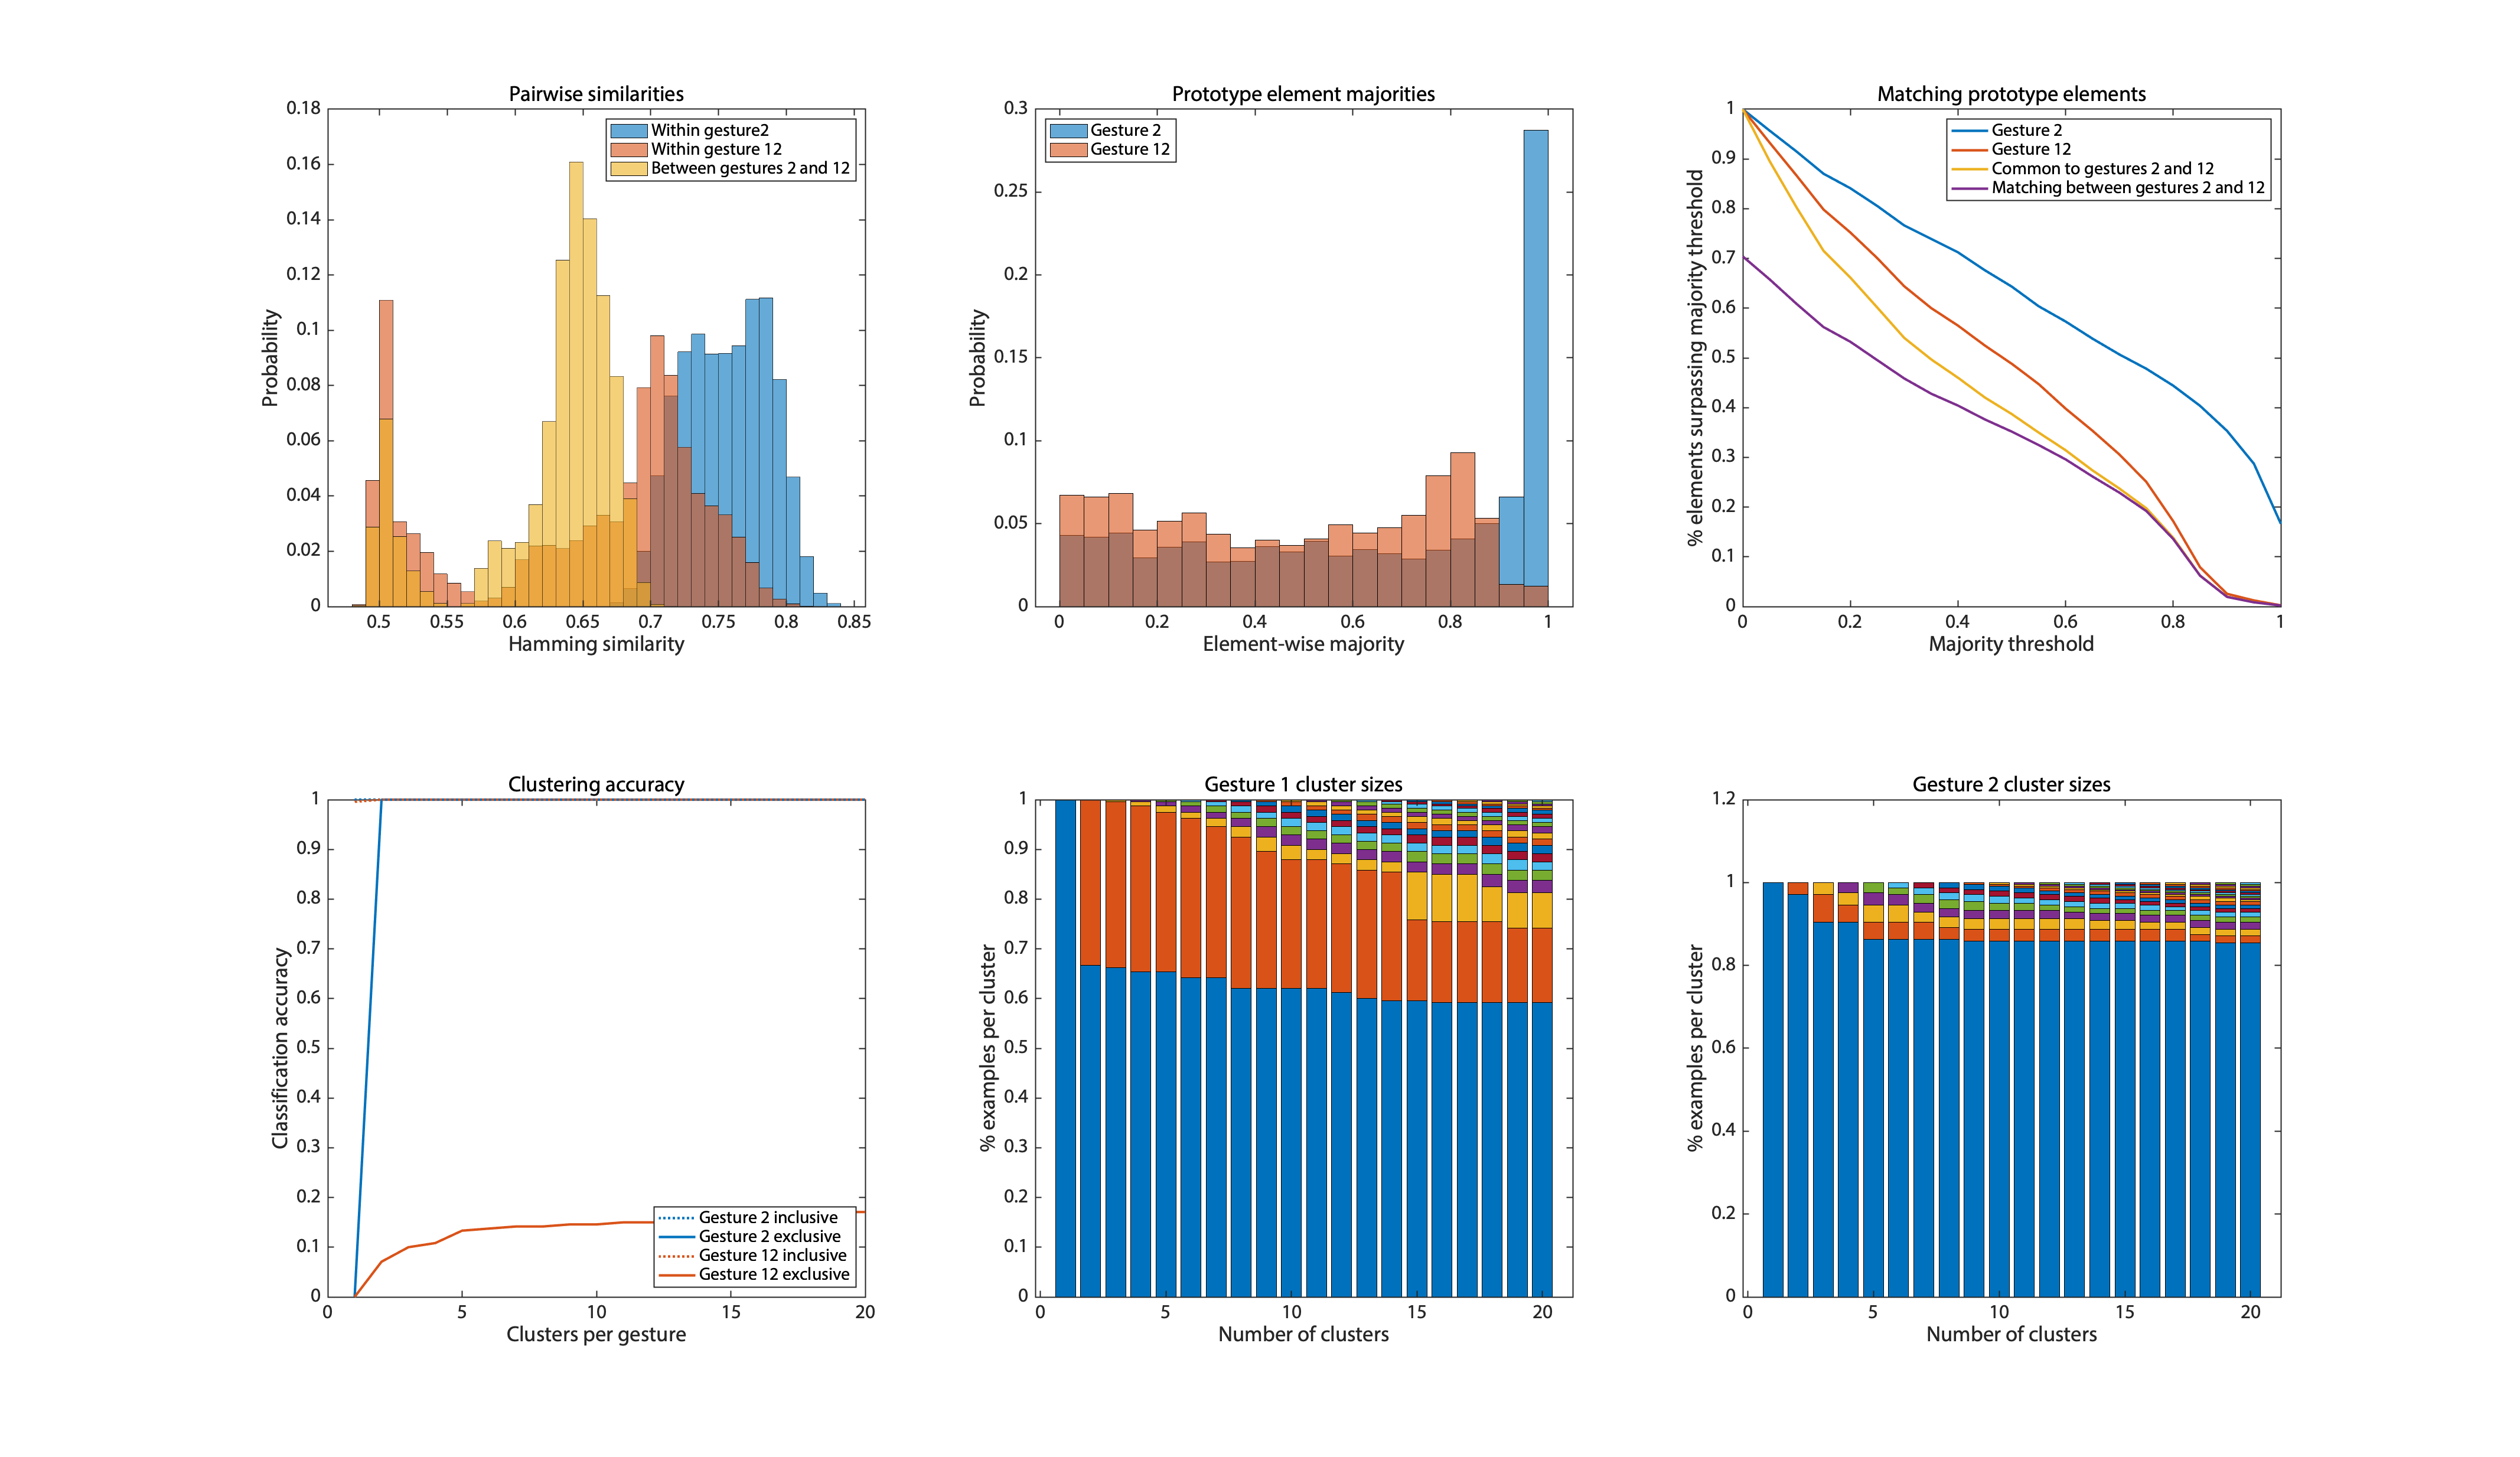 Pairwise similarities
0.18
0.16
0.14
0.12
0.1
0.08
0.06
0.04
0.02
0
Probability
Within gesture2
Within gesture 12
Between gestures 2 and 12
0.5 0.55 0.6 0.65 0.7 0.75 0.8 0.85
Hamming similarity
Prototype element majorities
0.3
0.25
0.2
0.15
0.1
0.05
0
Probability
Gesture 2
Gesture 12
0 0.2 0.4 0.6 0.8 1
Element-wise majority
Matching prototype elements
1
0.9
0.8
0.7
0.6
0.5
0.4
0.3
0.2
0.1
0
% elements surpassing majority threshold
Gesture 2
Gesture 12
Common to gestures 2 and 12
Matching between gestures 2 and 12
0 0.2 0.4 0.6 0.8 1
Majority threshold
Clustering accuracy
1
0.9
0.8
0.7
0.6
0.5
0.4
0.3
0.2
0.1
0
Classification accuracy
Gesture 2 inclusive
Gesture 2 exclusive
Gesture 12 inclusive
Gesture 12 exclusive
0 5 10 15 20
Clusters per gesture
Gesture 1 cluster sizes
1
0.9
0.8
0.7
0.6
0.5
0.4
0.3
0.2
0.1
0
% examples per cluster
0 5 10 15 20
Number of clusters
Gesture 2 cluster sizes
1.2
1
0.8
0.6
0.4
0.2
0
% examples per cluster
0 5 10 15 20
Number of clusters